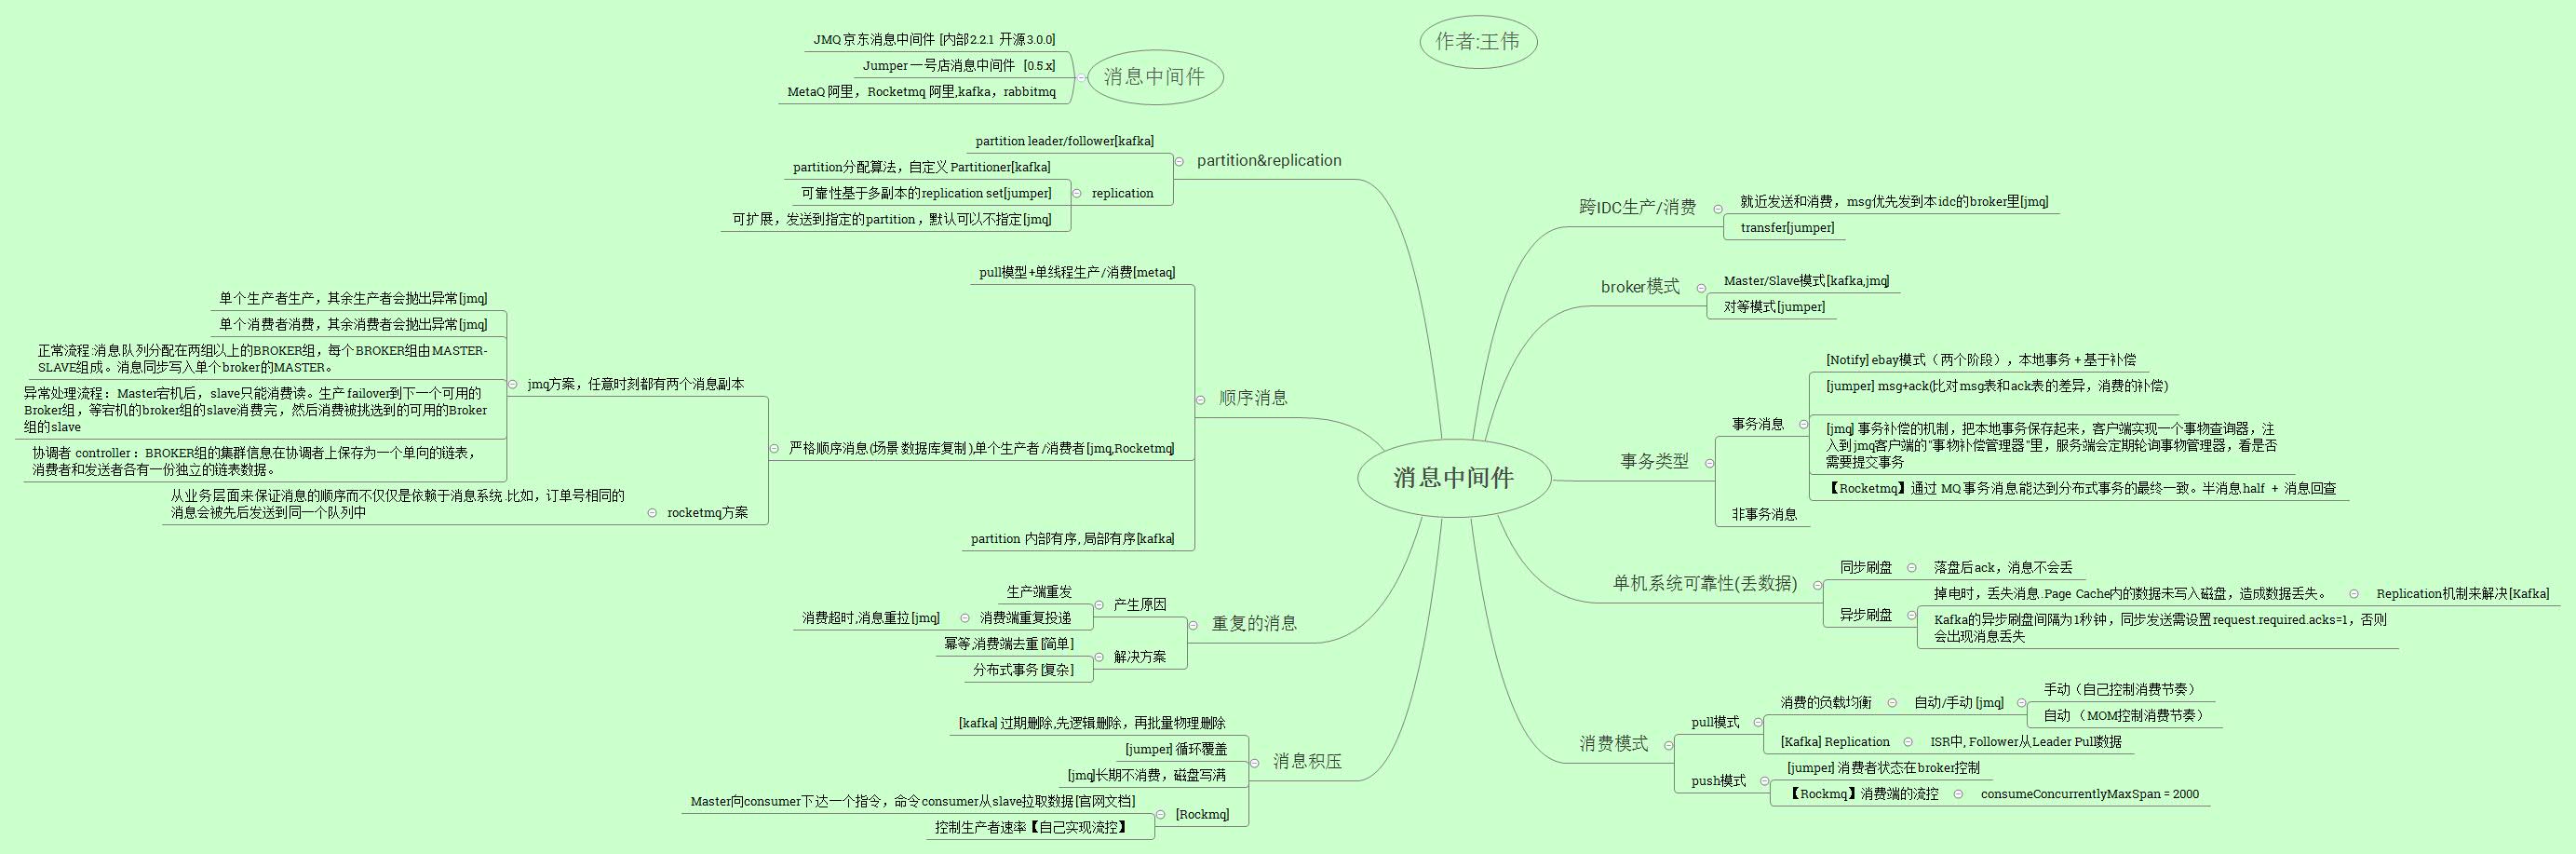 作者:王伟
消息中间件
JMQ 京东消息中间件 [内部2.2.1 开源3.0.0]
Jumper 一号店消息中间件 [0.5.x]
MetaQ 阿里，Rocketmq 阿里,kafka，rabbitmq
消息中间件
partition&replication
partition leader/follower[kafka]
replication
partition分配算法，自定义 Partitioner[kafka]
可靠性基于多副本的replication set[jumper]
可扩展，发送到指定的partition，默认可以不指定[jmq]
顺序消息
pull模型+单线程生产/消费[metaq]
严格顺序消息(场景 数据库复制 ),单个生产者 /消费者 [jmq,Rocketmq]
jmq方案，任意时刻都有两个消息副本
单个生产者生产，其余生产者会抛出异常[jmq]
单个消费者消费，其余消费者会抛出异常[jmq]
正常流程:消息队列分配在两组以上的BROKER组，每个BROKER组由MASTER-
SLAVE组成。消息同步写入单个broker的MASTER。
异常处理流程：Master宕机后，slave只能消费读。生产 failover到下一个可用的
Broker组，等宕机的broker组的slave消费完，然后消费被挑选到的可用的Broker
组的slave
协调者 controller： BROKER组的集群信息在协调者上保存为一个单向的链表，
消费者和发送者各有一份独立的链表数据。
rocketmq方案
从业务层面来保证消息的顺序而不仅仅是依赖于消息系统 .比如，订单号相同的
消息会被先后发送到同一个队列中
partition 内部有序, 局部有序[kafka]
重复的消息
产生原因
生产端重发
消费端重复投递
消费超时,消息重拉 [jmq]
解决方案
幂等,消费端去重 [简单]
分布式事务 [复杂]
消息积压
[kafka] 过期删除,先逻辑删除，再批量物理删除
[jumper] 循环覆盖
[jmq]长期不消费，磁盘写满
[Rockmq]
Master向consumer下达一个指令，命令consumer从slave拉取数据 [官网文档]
控制生产者速率【自己实现流控】
跨IDC生产/消费
就近发送和消费，msg优先发到本idc的broker里[jmq]
transfer[jumper]
broker模式
Master/Slave模式[kafka,jmq]
对等模式[jumper]
事务类型
事务消息
[Notify] ebay模式（两个阶段），本地事务 + 基于补偿
[jumper] msg+ack(比对msg表和ack表的差异，消费的补偿)
[jmq] 事务补偿的机制，把本地事务保存起来，客户端实现一个事物查询器，注
入到jmq客户端的"事物补偿管理器"里，服务端会定期轮询事物管理器，看是否
需要提交事务
【Rocketmq】通过 MQ 事务消息能达到分布式事务的最终一致。半消息 half + 消息回查
非事务消息
单机系统可靠性(丢数据)
同步刷盘
落盘后ack，消息不会丢
异步刷盘
掉电时，丢失消息..Page Cache内的数据未写入磁盘，造成数据丢失。
Replication机制来解决 [Kafka]
Kafka的异步刷盘间隔为1秒钟，同步发送需设置request.required.acks=1，否则
会出现消息丢失
消费模式
pull模式
消费的负载均衡
自动/手动 [jmq]
手动（自己控制消费节奏）
自动 （MOM控制消费节奏）
[Kafka] Replication
ISR中, Follower从Leader Pull数据
push模式
[jumper] 消费者状态在broker控制
【Rockmq】消费端的流控
consumeConcurrentlyMaxSpan = 2000